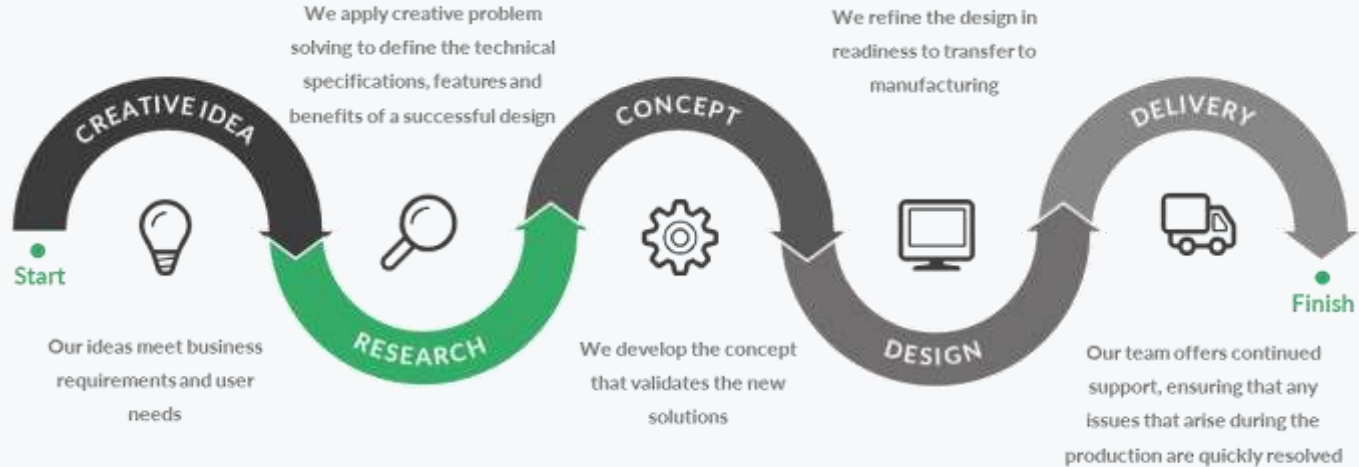 We apply creative problem
solving to define the technical
specifications, features and
benefits of a successful design
We refine the design in
readiness to transfer to
manufacturing
CREATIVE IDEA
CONCEPT
DELIVERY
Start
Finish
RESEARCH
DESIGN
Our ideas meet business
requirements and user
needs
We develop the concept
that validates the new
solutions
Our team offers continued
support, ensuring that any
issues that arise during the
production are quickly resolved